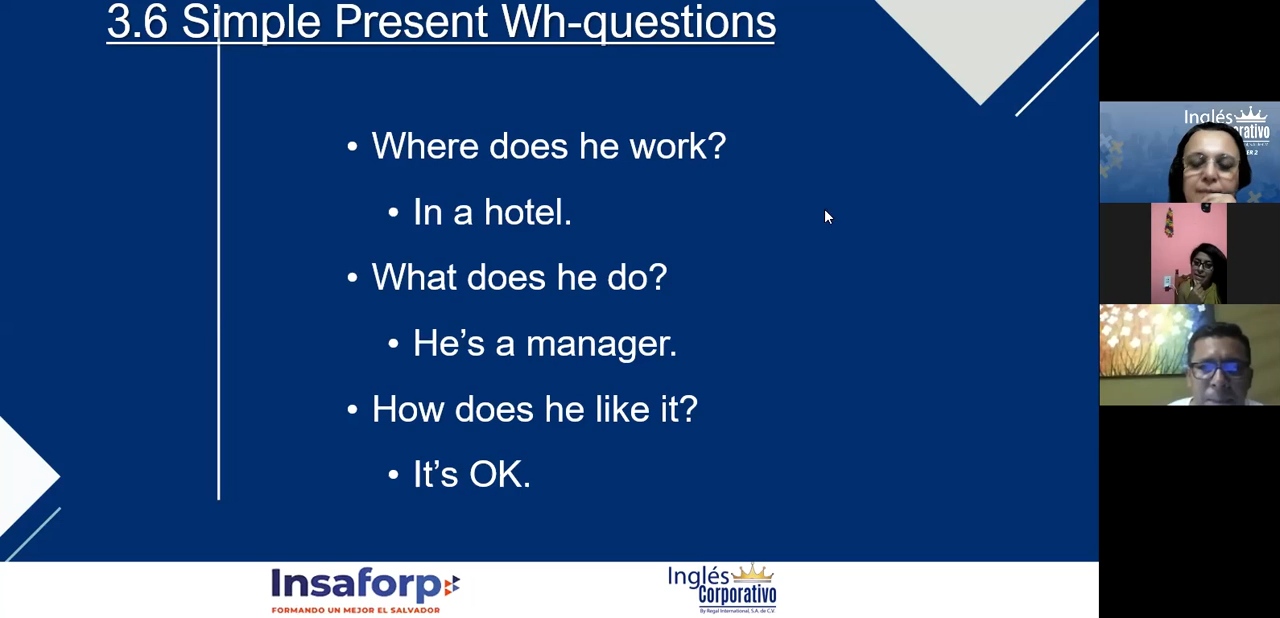 3.6 Simple Present Wh-questions
• Where does he work?
• In a hotel.
• What does he do?
• He's a manager.
• How does he like it?
• It's OK.
Insaforp
FORMANDO UN MEJOR EL SALVADOR
Inglés
Corporativo
By Regal International, S.A. de C.V.
Inglés